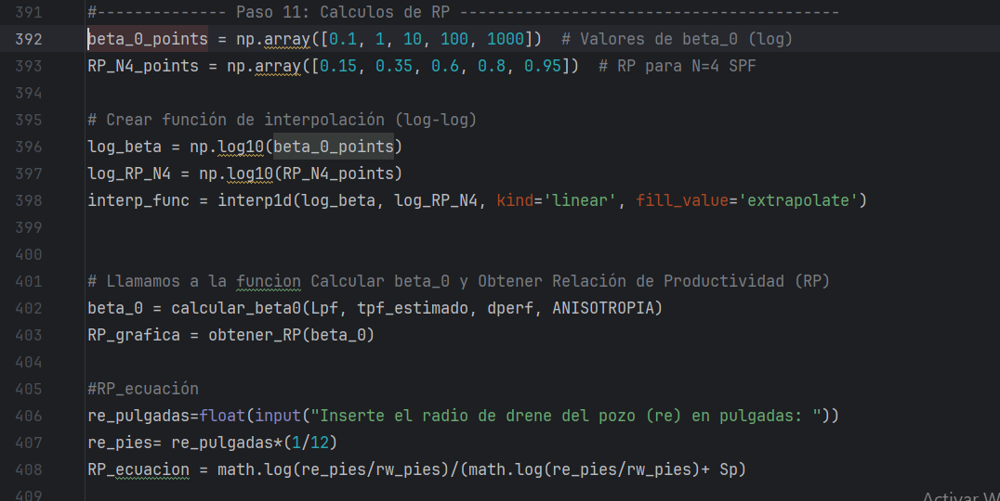 391 #-------------- Paso 11: Calculos de RP -----------------------------------------
392 beta_0_points = np.array([0.1, 1, 10, 100, 1000])  # Valores de beta_0 (log)
393 RP_N4_points = np.array([0.15, 0.35, 0.6, 0.8, 0.95])  # RP para N=4 SPF
394
395 # Crear función de interpolación (log-log)
396 log_beta = np.log10(beta_0_points)
397 log_RP_N4 = np.log10(RP_N4_points)
398 interp_func = interp1d(log_beta, log_RP_N4, kind='linear', fill_value='extrapolate')
399
400
401 # Llamamos a la funcion Calcular beta_0 y Obtener Relación de Productividad (RP)
402 beta_0 = calcular_beta0(Lpf, tpf_estimado, dperf, ANISOTROPIA)
403 RP_grafica = obtener_RP(beta_0)
404
405 #RP_ecuación
406 re_pulgadas=float(input("Inserte el radio de drene del pozo (re) en pulgadas: "))
407 re_pies= re_pulgadas*(1/12)
408 RP_ecuacion = math.log(re_pies/rw_pies)/(math.log(re_pies/rw_pies)+ Sp)
409
Activar W